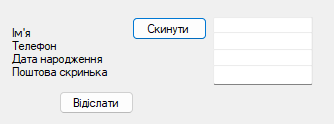 Скинути
Ім'я
Телефон
Дата народження
Поштова скринька
Відіслати